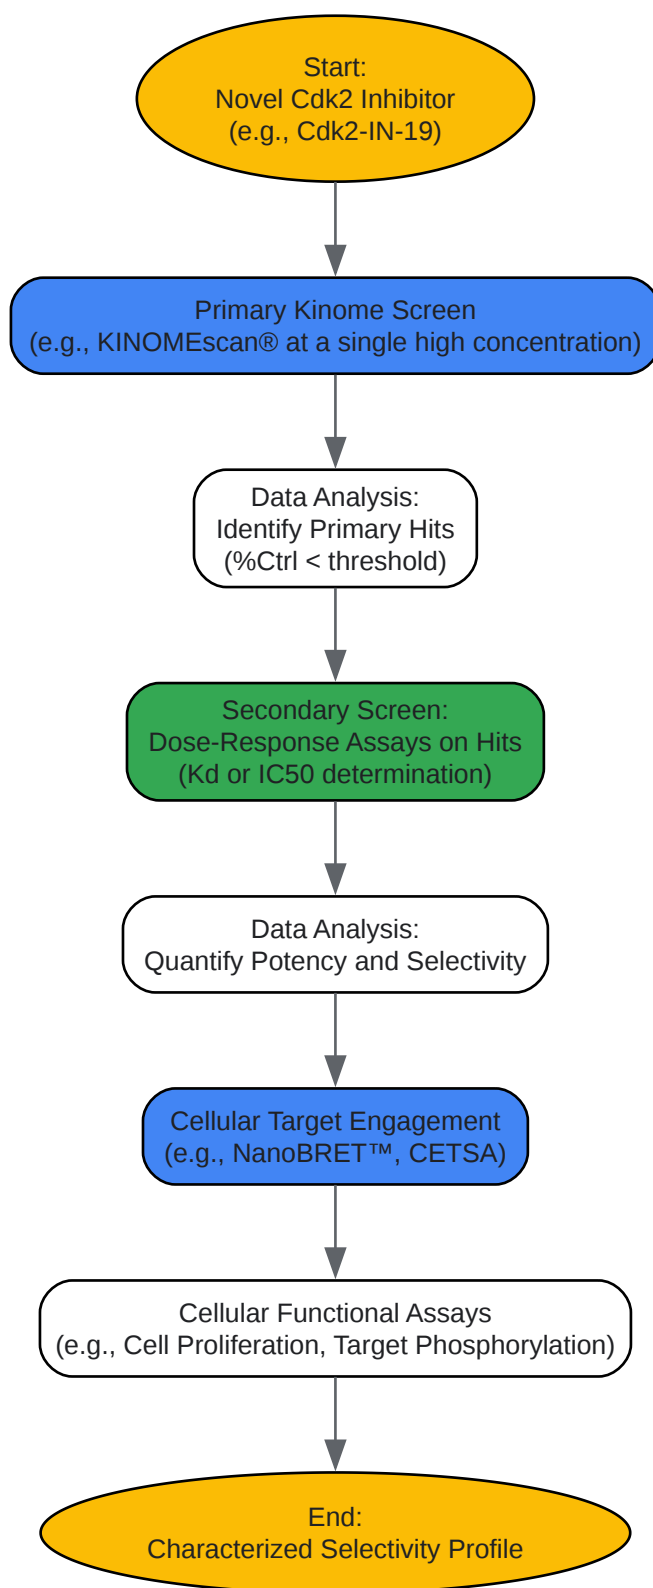 Start:
Novel Cdk2 Inhibitor
(e.g., Cdk2-IN-19)
Primary Kinome Screen
(e.g., KINOMEscan® at a single high concentration)
Data Analysis:
Identify Primary Hits
(%Ctrl < threshold)
Secondary Screen:
Dose-Response Assays on Hits
(Kd or IC50 determination)
Data Analysis:
Quantify Potency and Selectivity
Cellular Target Engagement
(e.g., NanoBRET™, CETSA)
Cellular Functional Assays
(e.g., Cell Proliferation, Target Phosphorylation)
End:
Characterized Selectivity Profile